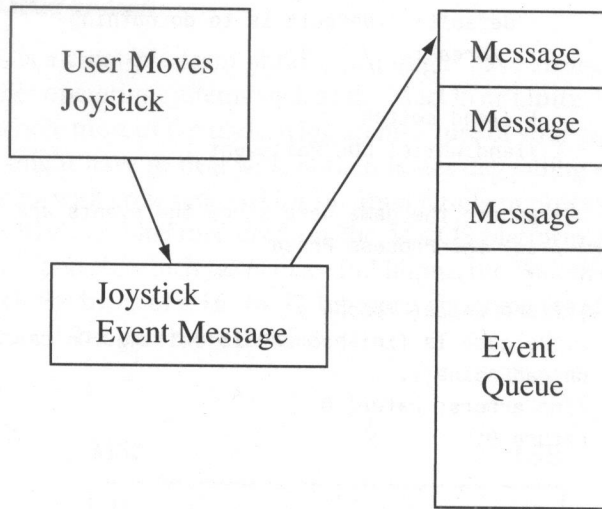 User Moves
Joystick
Joystick
Event Message
Message
Message
Message
Event
Queue